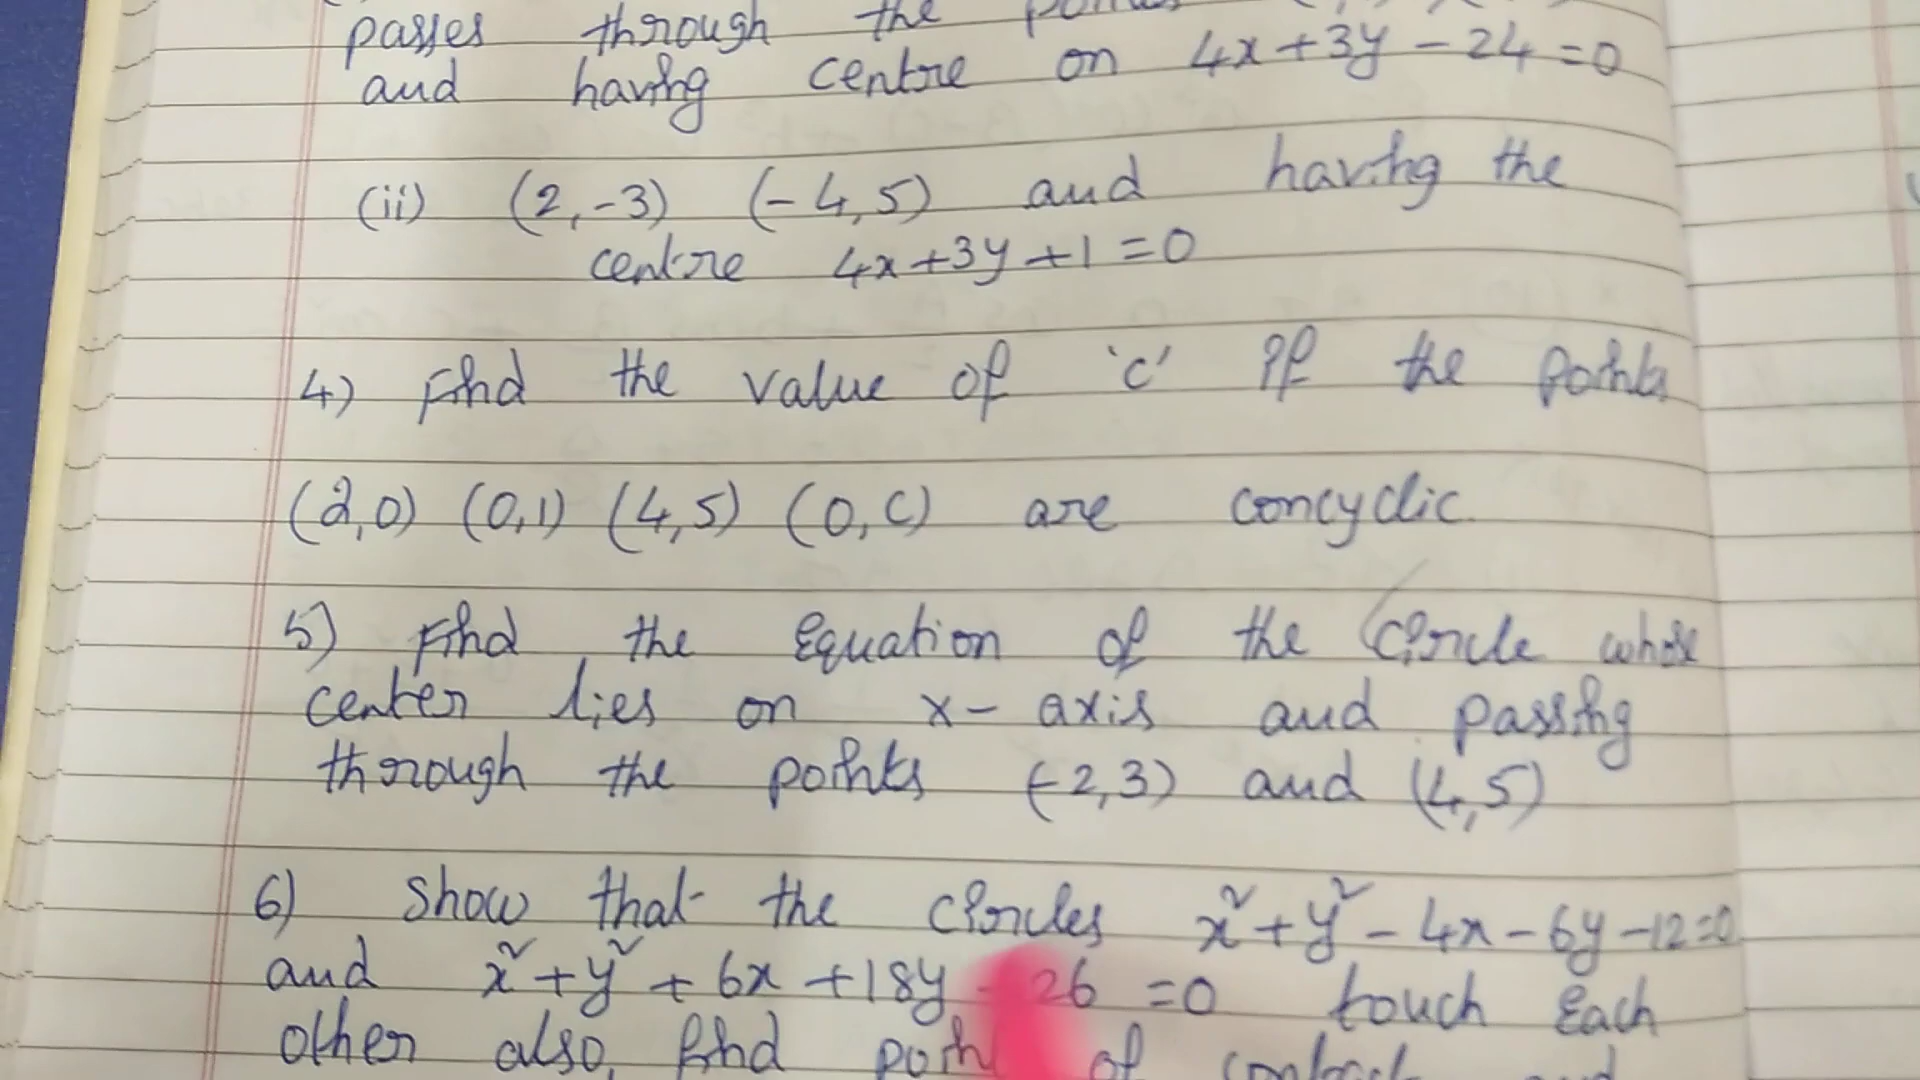 passes through the
and having centre on 4x+3y-24=0
(ii) (2,-3) (-4,5) and having the
centre 4x+3y+1=0
4) Find the value of 'c' if the points
(2,0) (0,1) (4,5) (0,C) are concyclic.
5) Find the Equation of the Circle whose
center lies on x-axis and passing
through the points (-2,3) and (4,5)
6) Show that the circles x²+y²-4x-6y-12=0
and x²+y²+6x+18y 26=0 touch Each
other also, find of